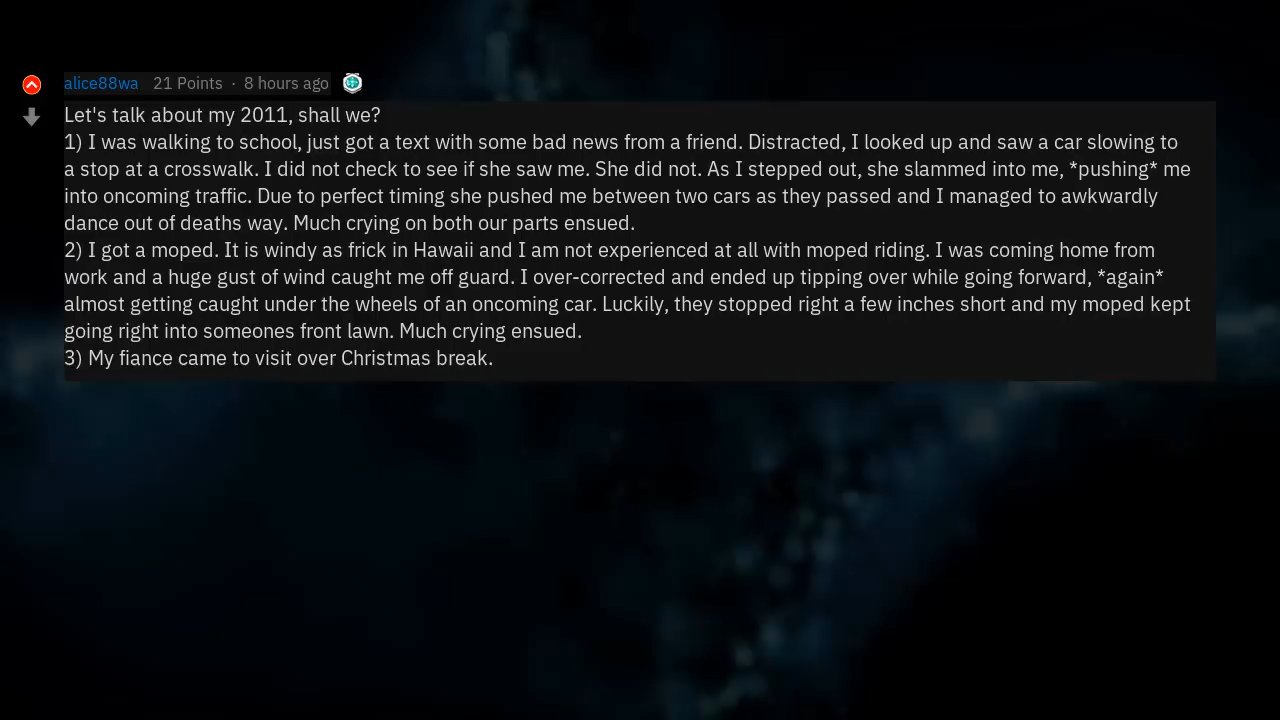 alice88wa 21 Points · 8 hours ago
Let's talk about my 2011, shall we?
1) I was walking to school, just got a text with some bad news from a friend. Distracted, I looked up and saw a car slowing to
a stop at a crosswalk. I did not check to see if she saw me. She did not. As I stepped out, she slammed into me, *pushing* me
into oncoming traffic. Due to perfect timing she pushed me between two cars as they passed and I managed to awkwardly
dance out of deaths way. Much crying on both our parts ensued.
2) I got a moped. It is windy as frick in Hawaii and I am not experienced at all with moped riding. I was coming home from
work and a huge gust of wind caught me off guard. I over-corrected and ended up tipping over while going forward, *again*
almost getting caught under the wheels of an oncoming car. Luckily, they stopped right a few inches short and my moped kept
going right into someones front lawn. Much crying ensued.
3) My fiance came to visit over Christmas break.